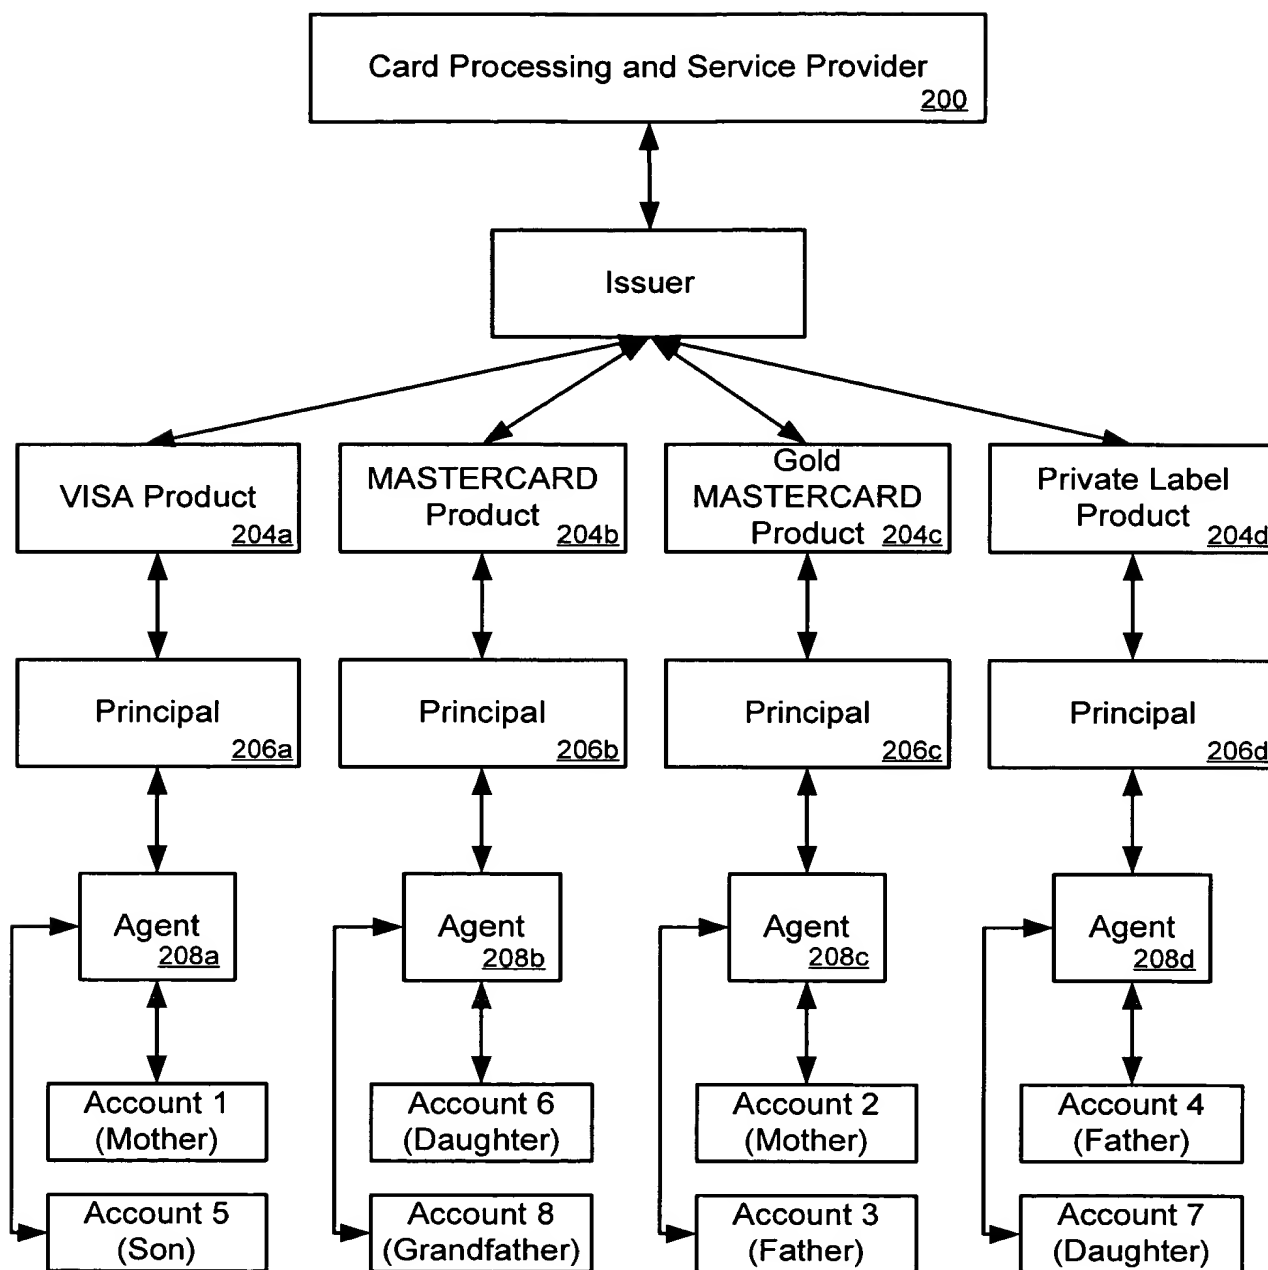 Card Processing and Service Provider
200
Issuer
VISA Product
204a
MASTERCARD
Product
204b
Gold
MASTERCARD
Product
204c
Private Label
Product
204d
Principal
206a
Principal
206b
Principal
206c
Principal
206d
Agent
208a
Agent
208b
Agent
208c
Agent
208d
Account 1
(Mother)
Account 6
(Daughter)
Account 2
(Mother)
Account 4
(Father)
Account 5
(Son)
Account 8
(Grandfather)
Account 3
(Father)
Account 7
(Daughter)